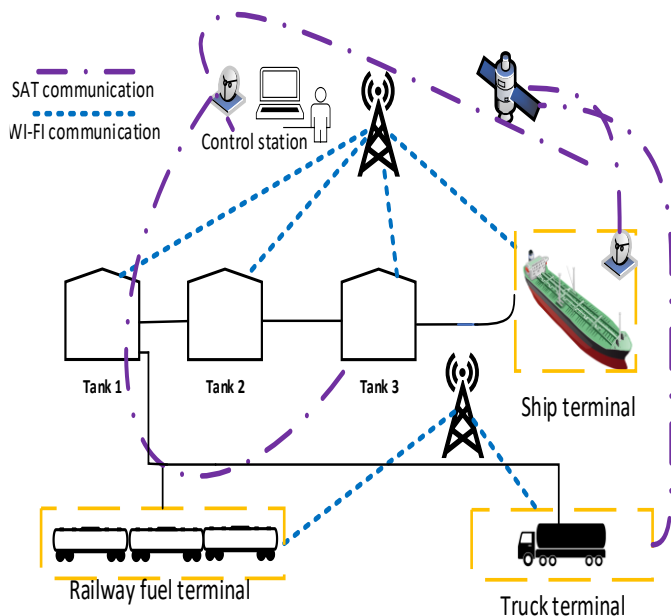 SAT communication
WI-FI communication
Control station
Tank 1
Tank 2
Tank 3
Ship terminal
Railway fuel terminal
Truck terminal